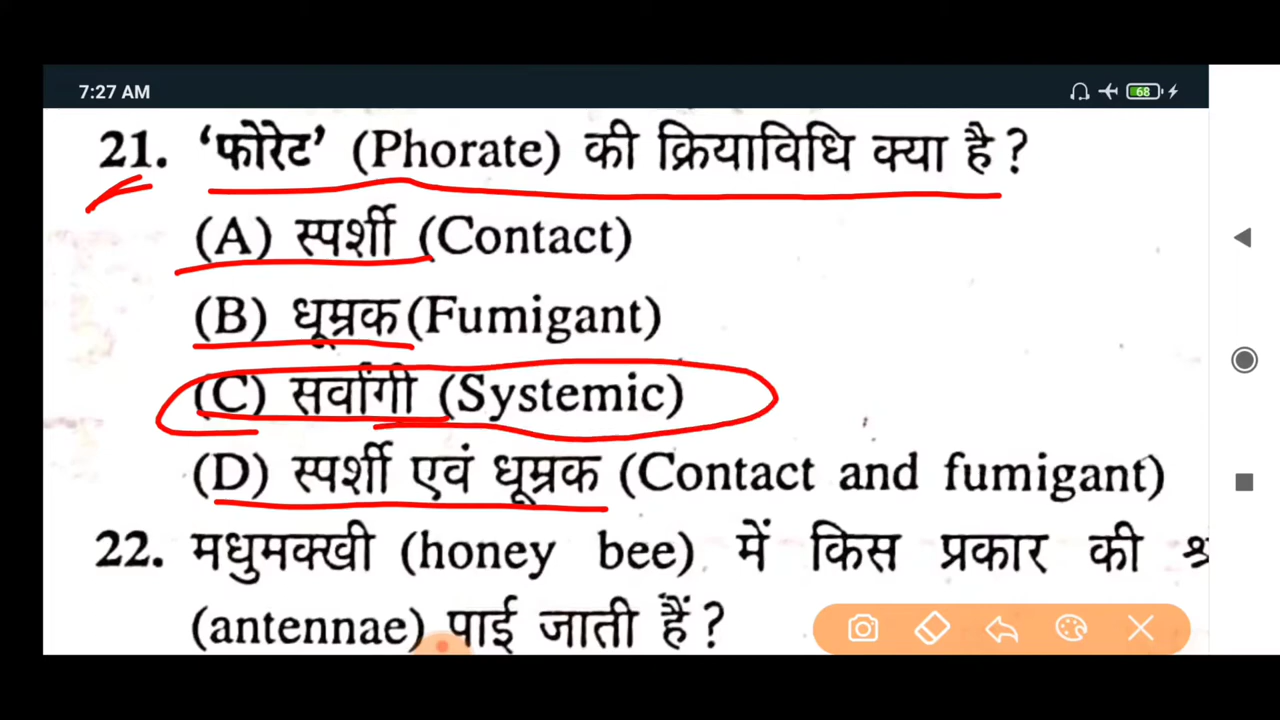 7:27 AM
68
21. ‘फोरेट’ (Phorate) की क्रियाविधि क्या है?
(A) स्पर्शी (Contact)
(B) धूम्रक (Fumigant)
(C) सर्वांगी (Systemic)
(D) स्पर्शी एवं धूम्रक (Contact and fumigant)
22. मधुमक्खी (honey bee) में किस प्रकार की
(antennae) पाई जाती हैं?